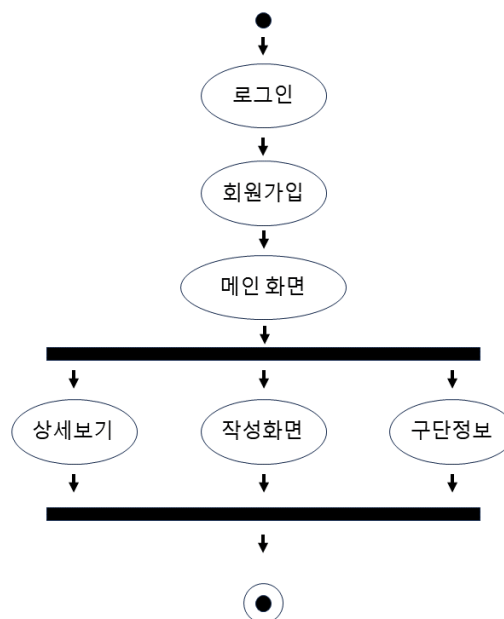 로그인
회원가입
메인 화면
상세보기
작성화면
구단정보